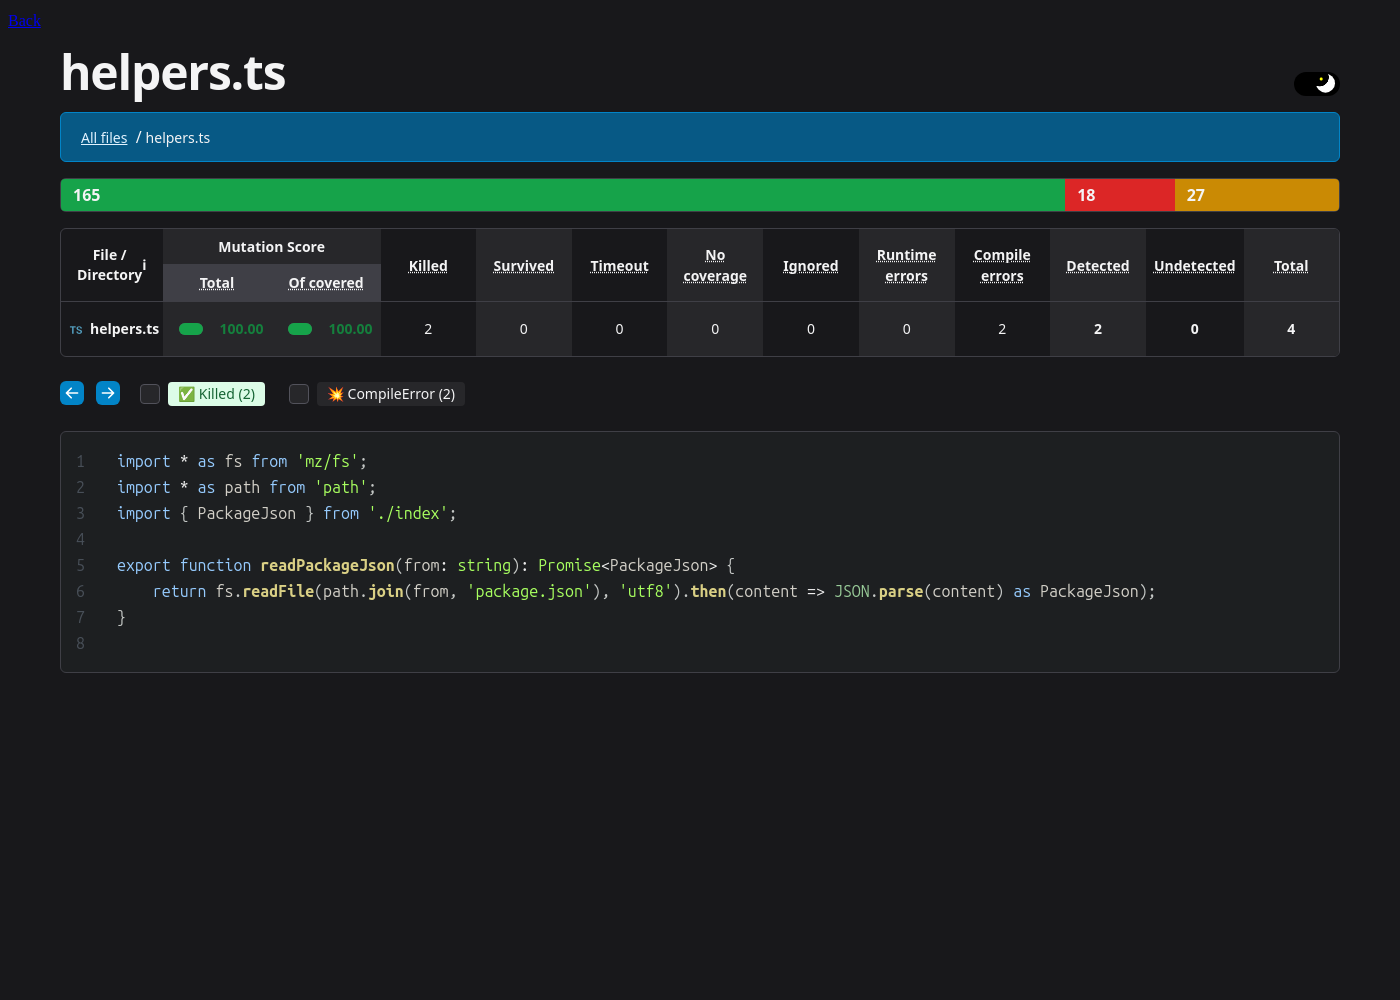 Back
helpers.ts
All files / helpers.ts
165 18 27
File / Directory i Mutation Score Killed Survived Timeout No coverage Ignored Runtime errors Compile errors Detected Undetected Total
Total Of covered
TS helpers.ts 100.00 100.00 2 0 0 0 0 0 2 2 0 4
✅ Killed (2) 💥 CompileError (2)
1 import * as fs from 'mz/fs';
2 import * as path from 'path';
3 import { PackageJson } from './index';
4
5 export function readPackageJson(from: string): Promise<PackageJson> {
6     return fs.readFile(path.join(from, 'package.json'), 'utf8').then(content => JSON.parse(content) as PackageJson);
7 }
8